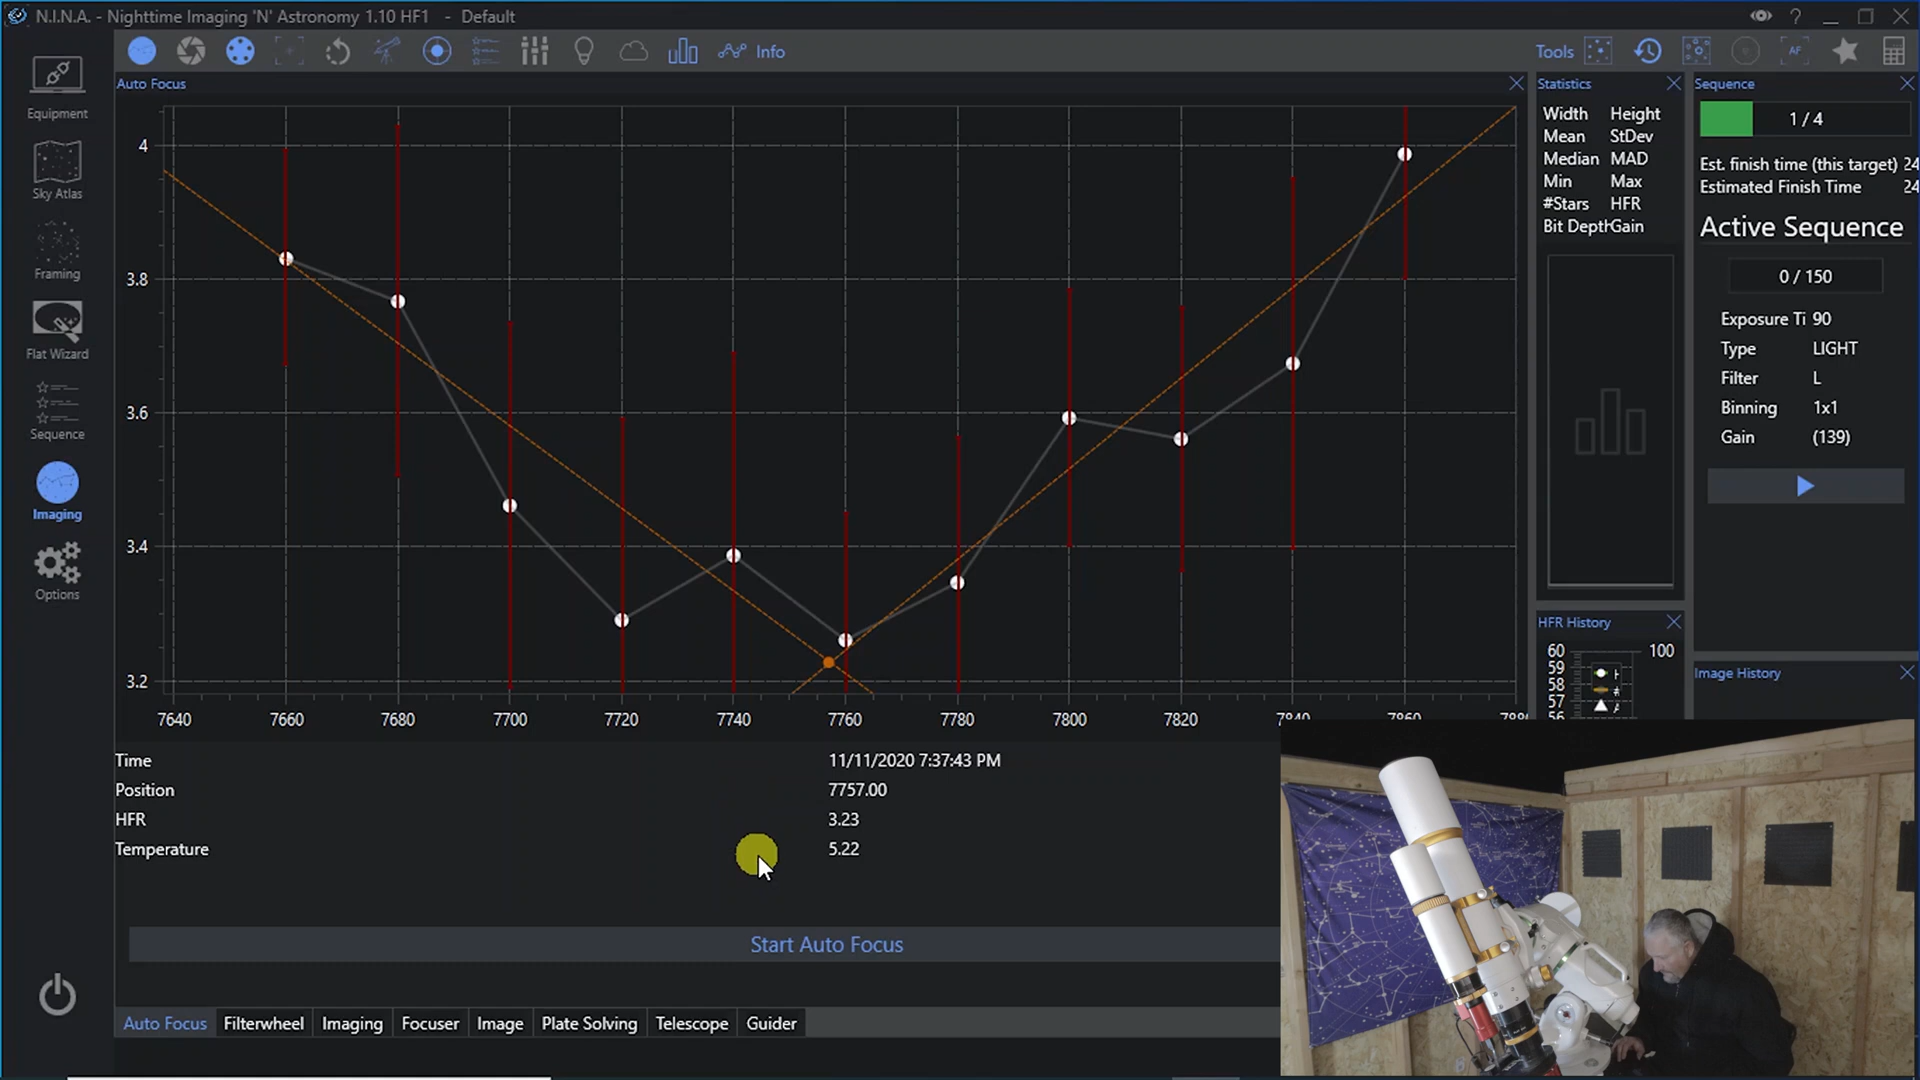 N.I.N.A. - Nighttime Imaging 'N' Astronomy 1.10 HF1 - Default
?
Info
Tools
AF
Equipment
Sky Atlas
Framing
Flat Wizard
Sequence
Imaging
Options
Auto Focus
4
3.8
3.6
3.4
3.2
7640 7660 7680 7700 7720 7740 7760 7780 7800 7820 7840 7860
Time 11/11/2020 7:37:43 PM
Position 7757.00
HFR 3.23
Temperature 5.22
Start Auto Focus
Auto Focus Filterwheel Imaging Focuser Image Plate Solving Telescope Guider
Statistics
Width Height
Mean StDev
Median MAD
Min Max
#Stars HFR
Bit Depth Gain
HFR History
60 100
59
58
57
56
Sequence
1 / 4
Est. finish time (this target) 24
Estimated Finish Time 24
Active Sequence
0 / 150
Exposure Ti 90
Type LIGHT
Filter L
Binning 1x1
Gain (139)
Image History